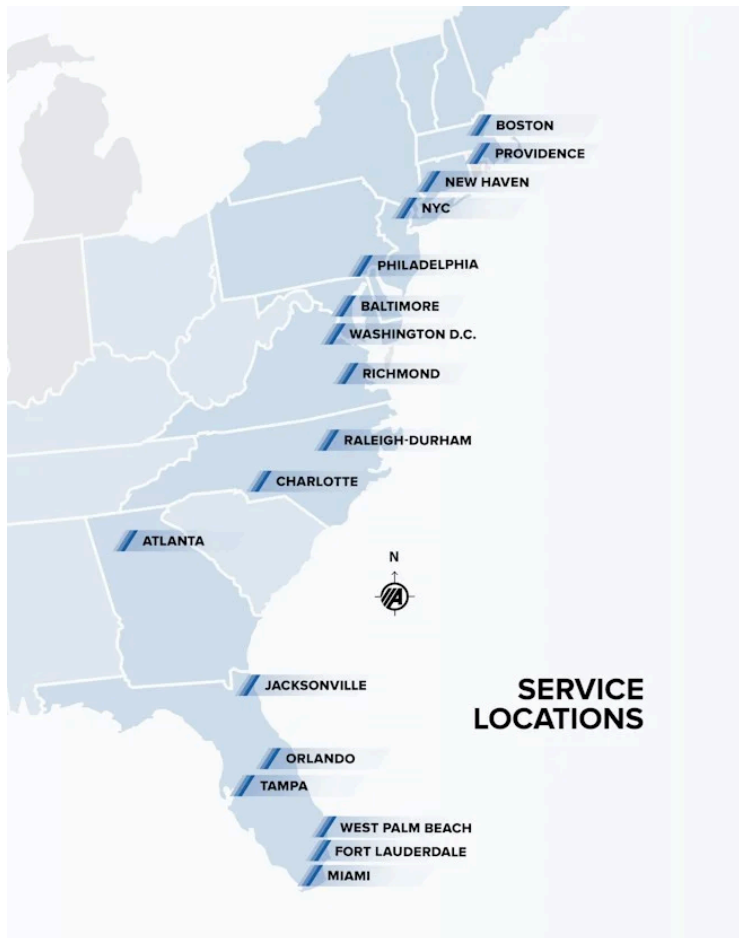 BOSTON
PROVIDENCE
NEW HAVEN
NYC
PHILADELPHIA
BALTIMORE
WASHINGTON D.C.
RICHMOND
RALEIGH-DURHAM
CHARLOTTE
ATLANTA
N
A
JACKSONVILLE
SERVICE
LOCATIONS
ORLANDO
TAMPA
WEST PALM BEACH
FORT LAUDERDALE
MIAMI